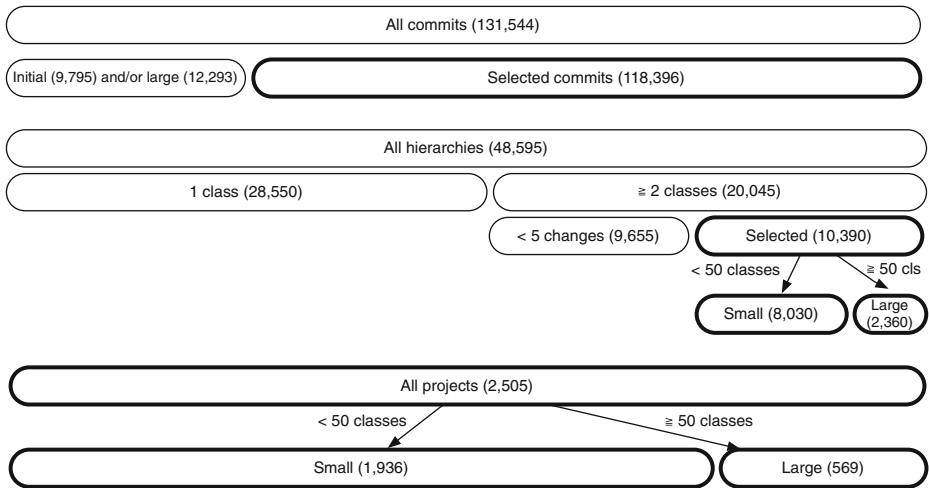 All commits (131,544)
Initial (9,795) and/or large (12,293)
Selected commits (118,396)
All hierarchies (48,595)
1 class (28,550)
≧ 2 classes (20,045)
< 5 changes (9,655)
Selected (10,390)
< 50 classes
≧ 50 cls
Small (8,030)
Large
(2,360)
All projects (2,505)
< 50 classes
≧ 50 classes
Small (1,936)
Large (569)